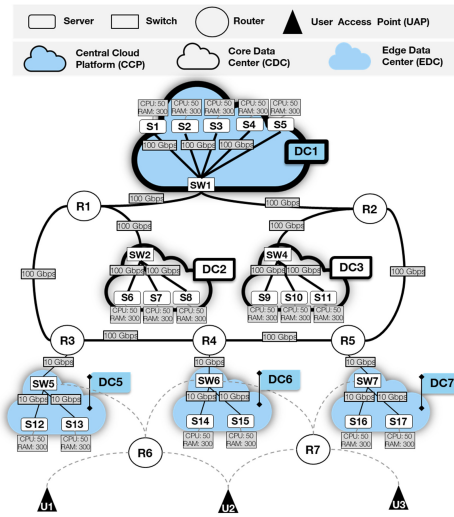 Server Switch Router User Access Point (UAP)
Central Cloud Platform (CCP)
Core Data Center (CDC)
Edge Data Center (EDC)
CPU: 50 CPU: 50 CPU: 50 CPU: 50 CPU: 50
RAM: 300 RAM: 300 RAM: 300 RAM: 300 RAM: 300
S1 S2 S3 S4 S5
100 Gbps 100 Gbps 100 Gbps 100 Gbps
DC1
SW1
100 Gbps 100 Gbps
R1 R2
100 Gbps 100 Gbps
SW2 SW4
100 Gbps 100 Gbps DC2 100 Gbps 100 Gbps DC3
100 Gbps 100 Gbps
S6 S7 S8 S9 S10 S11
CPU: 50 CPU: 50 CPU: 50 CPU: 50 CPU: 50 CPU: 50
RAM: 300 RAM: 300 RAM: 300 RAM: 300 RAM: 300 RAM: 300
R3 100 Gbps R4 100 Gbps R5
10 Gbps 10 Gbps 10 Gbps
SW5 DC5 SW6 DC6 SW7 DC7
10 Gbps 10 Gbps 10 Gbps 10 Gbps 10 Gbps 10 Gbps
S12 S13 S14 S15 S16 S17
CPU: 50 CPU: 50 CPU: 50 CPU: 50 CPU: 50 CPU: 50
RAM: 300 RAM: 300 RAM: 300 RAM: 300 RAM: 300 RAM: 300
R6 R7
U1 U2 U3